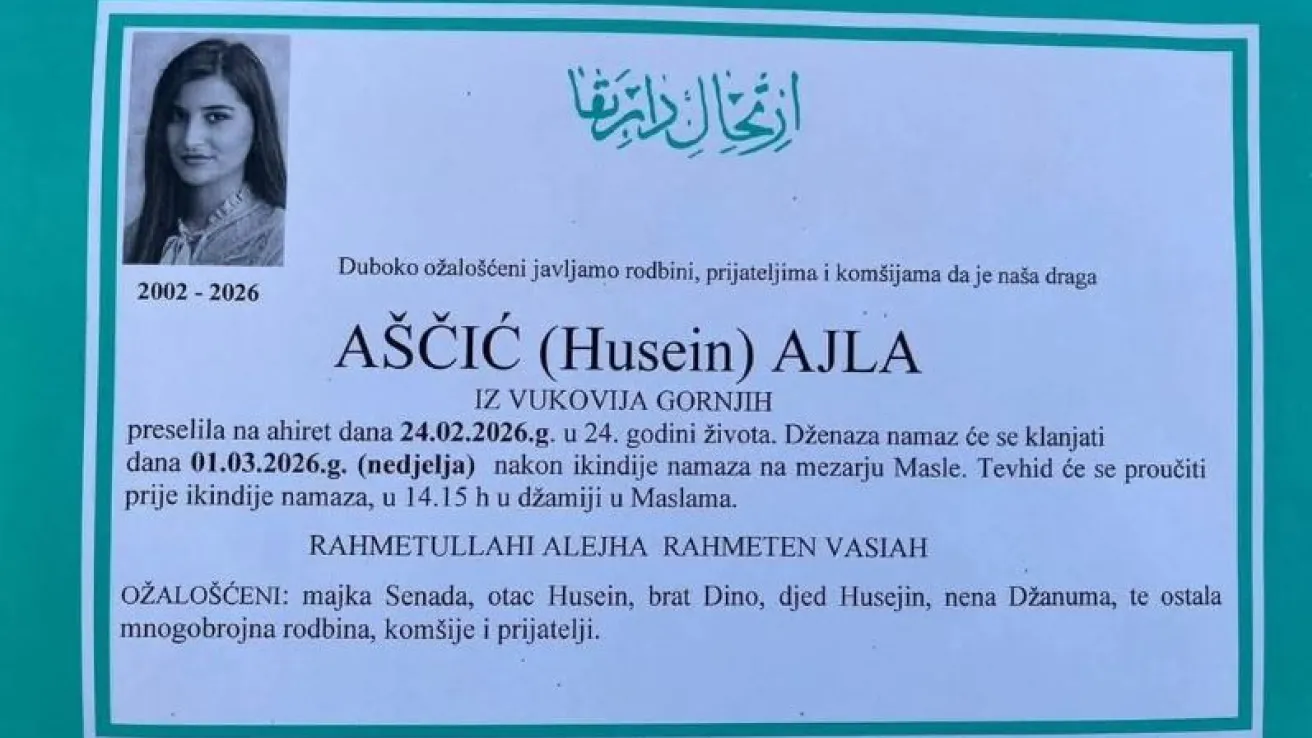 ارتحال دار بقا
2002 - 2026
Duboko ožalošćeni javljamo rodbini, prijateljima i komšijama da je naša draga
AŠČIĆ (Husein) AJLA
IZ VUKOVIJA GORNJIH
preselila na ahiret dana 24.02.2026.g. u 24. godini života. Dženaza namaz će se klanjati
dana 01.03.2026.g. (nedjelja) nakon ikindije namaza na mezarju Masle. Tevhid će se proučiti
prije ikindije namaza, u 14.15 h u džamiji u Maslama.
RAHMETULLAHI ALEJHA RAHMETEN VASIAH
OŽALOŠĆENI: majka Senada, otac Husein, brat Dino, djed Husejin, nena Džanuma, te ostala
mnogobrojna rodbina, komšije i prijatelji.